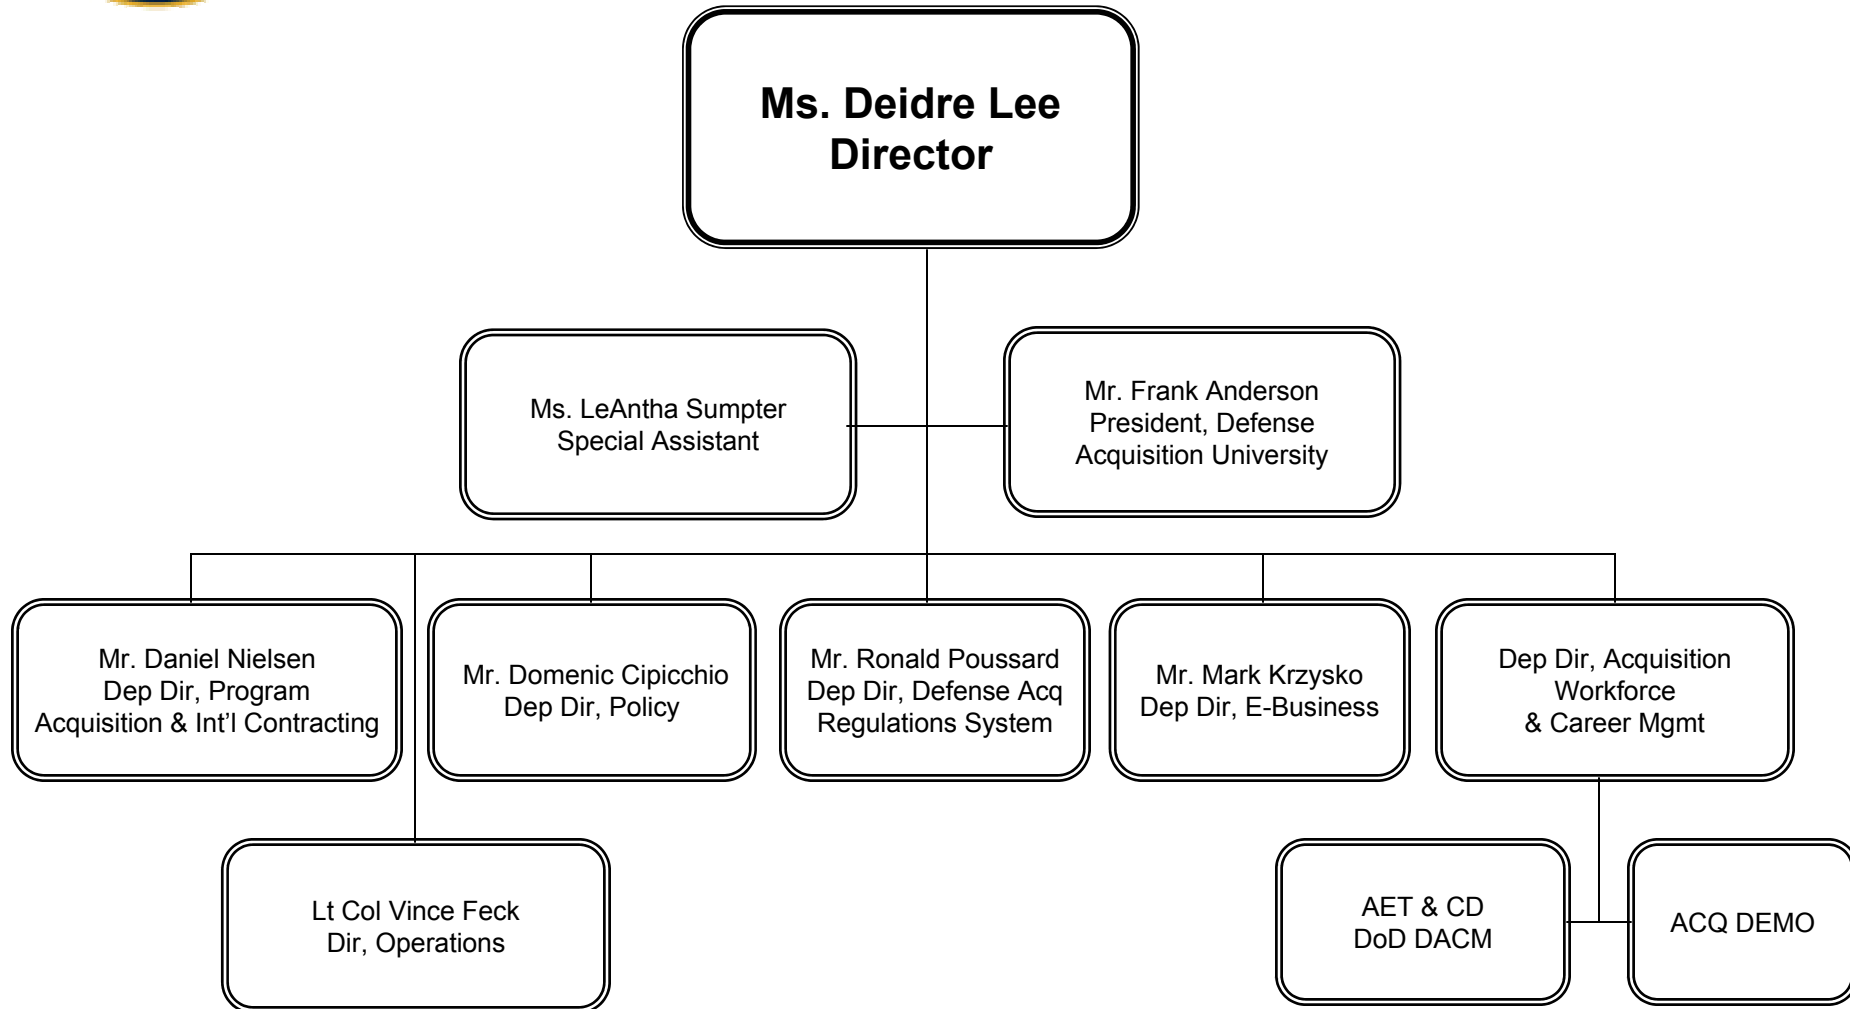 Ms. Deidre Lee
Director
Ms. LeAntha Sumpter
Special Assistant
Mr. Frank Anderson
President, Defense
Acquisition University
Mr. Daniel Nielsen
Dep Dir, Program
Acquisition & Int’l Contracting
Mr. Domenic Cipicchio
Dep Dir, Policy
Mr. Ronald Poussard
Dep Dir, Defense Acq
Regulations System
Mr. Mark Krzysko
Dep Dir, E-Business
Dep Dir, Acquisition
Workforce
& Career Mgmt
Lt Col Vince Feck
Dir, Operations
AET & CD
DoD DACM
ACQ DEMO